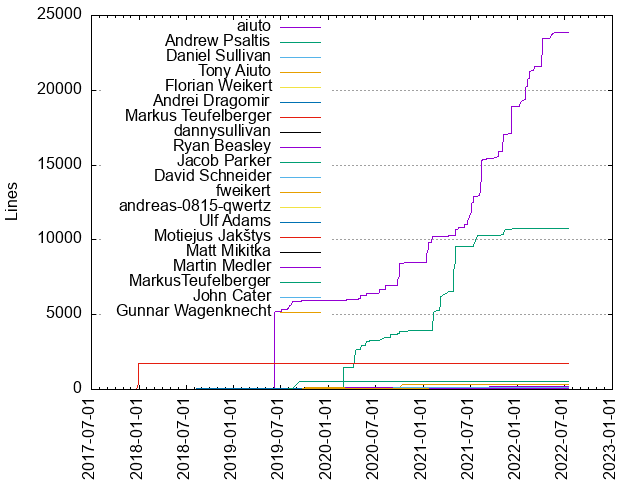 25000
20000
15000
10000
5000
0
Lines
aiuto
Andrew Psaltis
Daniel Sullivan
Tony Aiuto
Florian Weikert
Andrei Dragomir
Markus Teufelberger
dannysullivan
Ryan Beasley
Jacob Parker
David Schneider
fweikert
andreas-0815-qwertz
Ulf Adams
Motiejus Jakštys
Matt Mikitka
Martin Medler
MarkusTeufelberger
John Cater
Gunnar Wagenknecht
2017-07-01
2018-01-01
2018-07-01
2019-01-01
2019-07-01
2020-01-01
2020-07-01
2021-01-01
2021-07-01
2022-01-01
2022-07-01
2023-01-01